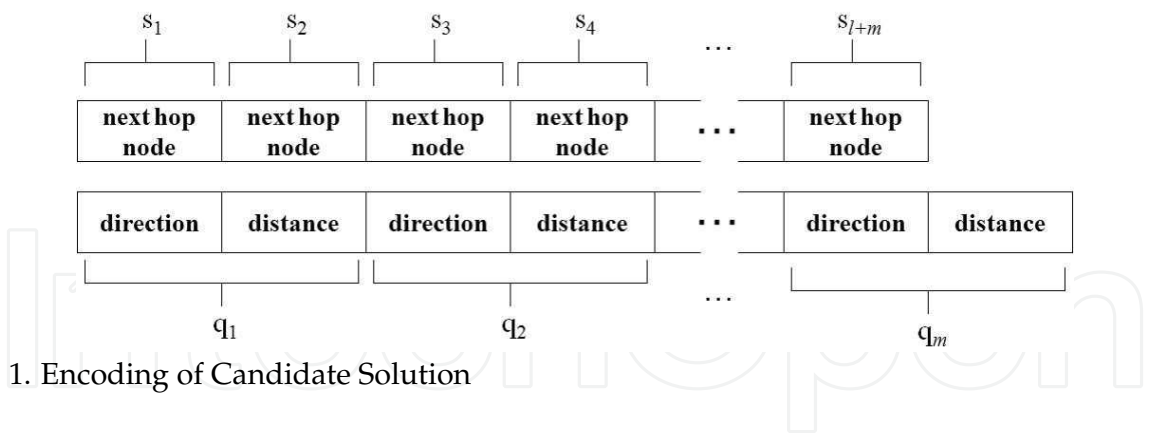 s1 s2 s3 s4 … sl+m
next hop node next hop node next hop node next hop node … next hop node
direction distance direction distance … direction distance
q1 q2 … qm
1. Encoding of Candidate Solution
Intechopen